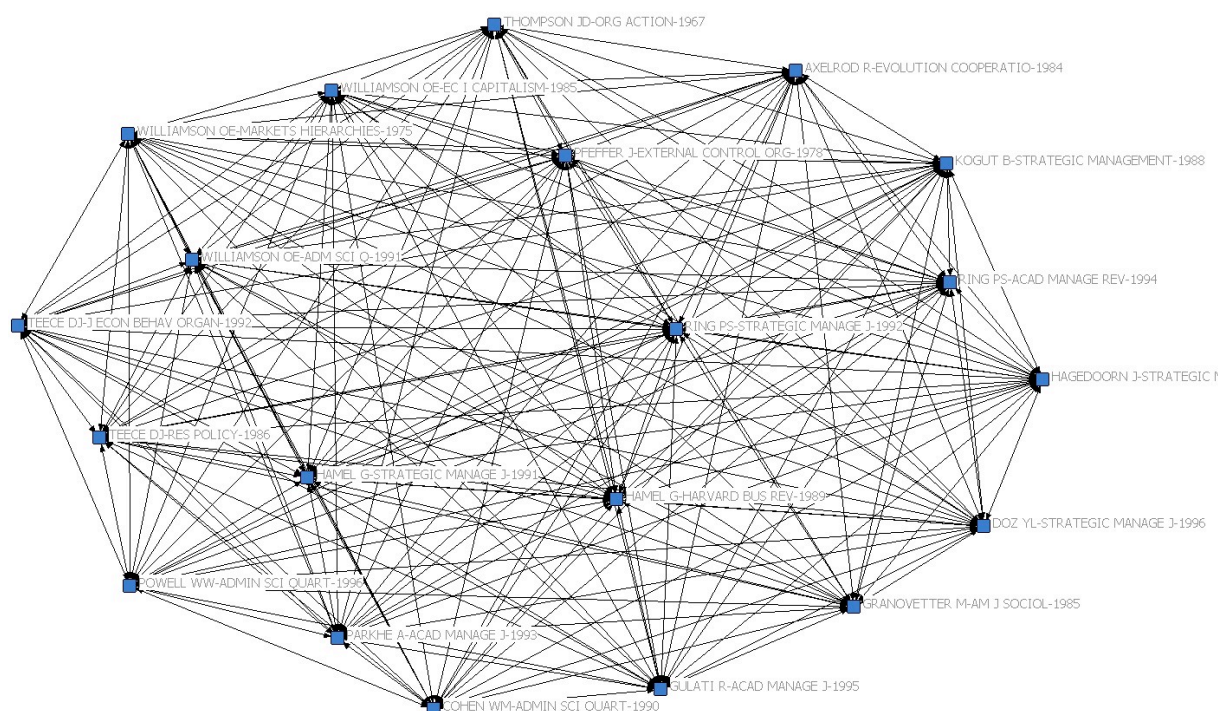 THOMPSON JD-ORG ACTION-1967
AXELROD R-EVOLUTION COOPERATIO-1984
WILLIAMSON OE-EC I CAPITALISM-1985
WILLIAMSON OE-MARKETS HIERARCHIES-1975
PFEFFER J-EXTERNAL CONTROL ORG-1978
KOGUT B-STRATEGIC MANAGEMENT-1988
WILLIAMSON OE-ADM SCI Q-1991
RING PS-ACAD MANAGE REV-1994
TEECE DJ-J ECON BEHAV ORGAN-1992
RING PS-STRATEGIC MANAGE J-1992
HAGEDOORN J-STRATEGIC
TEECE DJ-RES POLICY-1986
HAMEL G-STRATEGIC MANAGE J-1991
HAMEL G-HARVARD BUS REV-1989
DOZ YL-STRATEGIC MANAGE J-1996
POWELL WW-ADMIN SCI QUART-1996
GRANOVETTER M-AM J SOCIOL-1985
PARKHE A-ACAD MANAGE J-1993
GULATI R-ACAD MANAGE J-1995
COHEN WM-ADMIN SCI QUART-1990